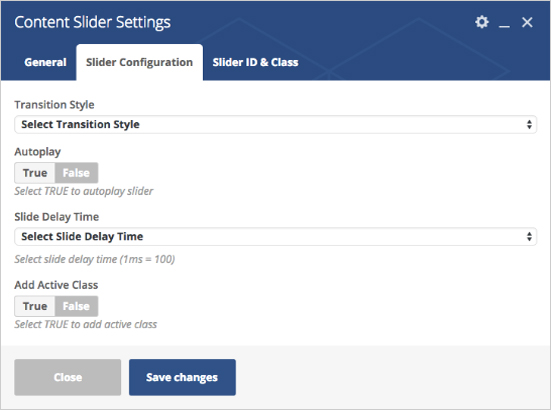 Content Slider Settings
General Slider Configuration Slider ID & Class
Transition Style
Select Transition Style
Autoplay
True False
Select TRUE to autoplay slider
Slide Delay Time
Select Slide Delay Time
Select slide delay time (1ms = 100)
Add Active Class
True False
Select TRUE to add active class
Close Save changes